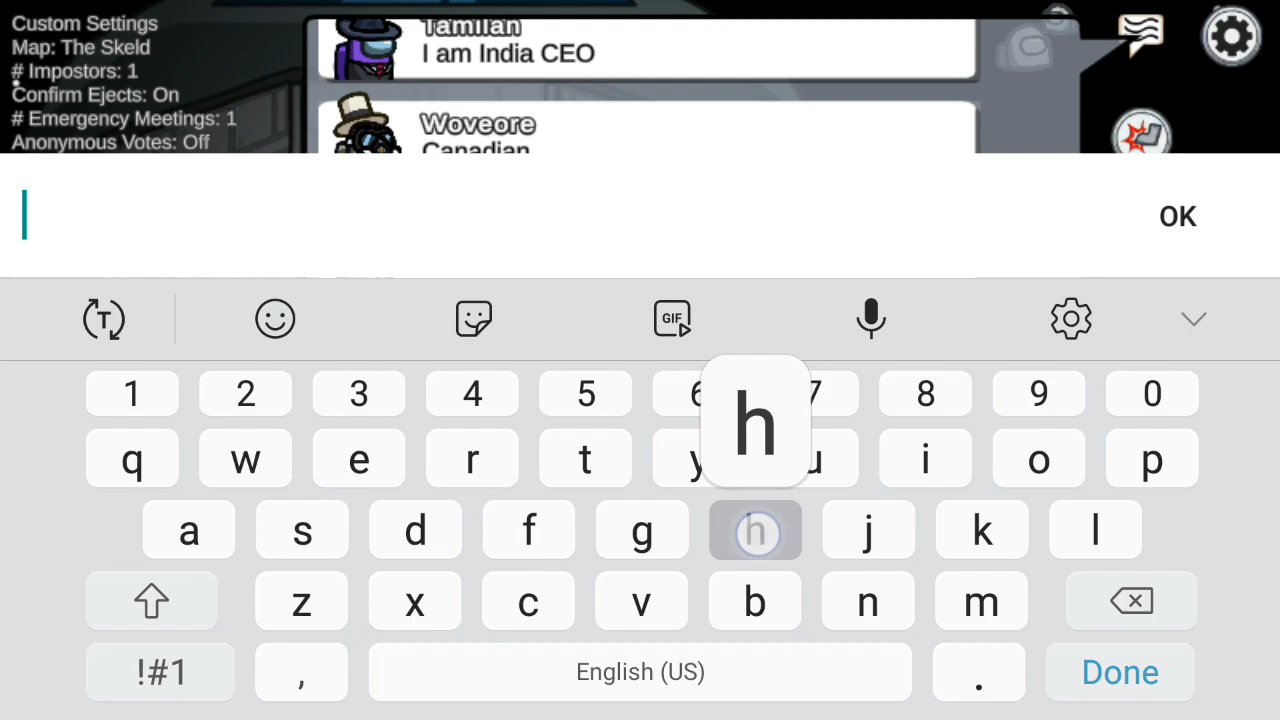 Custom Settings
Map: The Skeld
# Impostors: 1
Confirm Ejects: On
# Emergency Meetings: 1
Anonymous Votes: Off
Tamilan
I am India CEO
Woveore
Canadian
OK
T
GIF
h
1 2 3 4 5 6 7 8 9 0
q w e r t y u i o p
a s d f g h j k l
z x c v b n m
!#1 , English (US) . Done